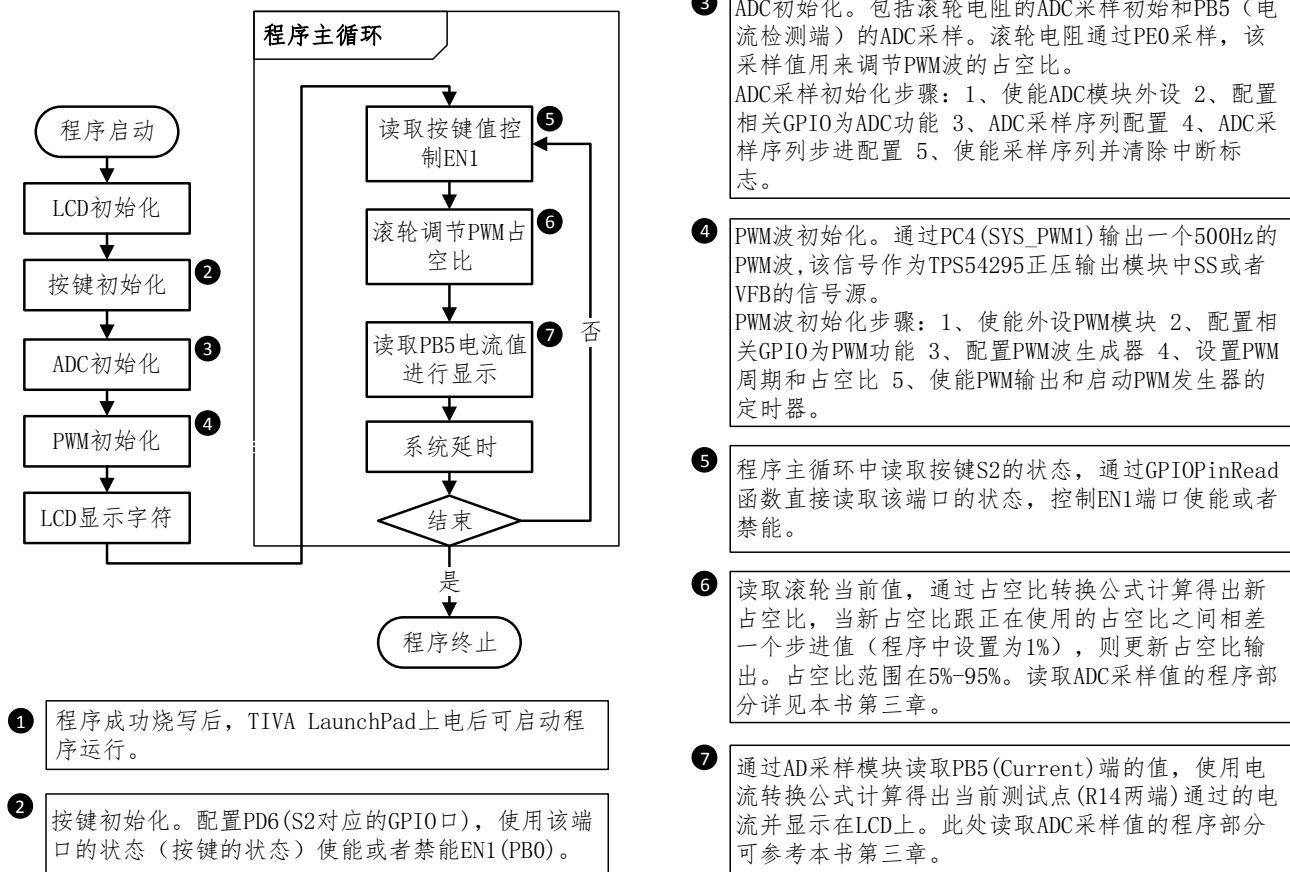 程序启动
LCD初始化
按键初始化
2
ADC初始化
3
PWM初始化
4
LCD显示字符
程序主循环
读取按键值控
制EN1
5
滚轮调节PWM占
空比
6
读取PB5电流值
进行显示
7
否
系统延时
结束
是
程序终止
1
程序成功烧写后，TIVA LaunchPad上电后可启动程
序运行。
2
按键初始化。配置PD6(S2对应的GPIO口)，使用该端
口的状态（按键的状态）使能或者禁能EN1(PB0)。
3
ADC初始化。包括滚轮电阻的ADC采样初始和PB5（电
流检测端）的ADC采样。滚轮电阻通过PE0采样，该
采样值用来调节PWM波的占空比。
ADC采样初始化步骤：1、使能ADC模块外设 2、配置
相关GPIO为ADC功能 3、ADC采样序列配置 4、ADC采
样序列步进配置 5、使能采样序列并清除中断标
志。
4
PWM波初始化。通过PC4(SYS_PWM1)输出一个500Hz的
PWM波,该信号作为TPS54295正压输出模块中SS或者
VFB的信号源。
PWM波初始化步骤：1、使能外设PWM模块 2、配置相
关GPIO为PWM功能 3、配置PWM波生成器 4、设置PWM
周期和占空比 5、使能PWM输出和启动PWM发生器的
定时器。
5
程序主循环中读取按键S2的状态，通过GPIOPinRead
函数直接读取该端口的状态，控制EN1端口使能或者
禁能。
6
读取滚轮当前值，通过占空比转换公式计算得出新
占空比，当新占空比跟正在使用的占空比之间相差
一个步进值（程序中设置为1%），则更新占空比输
出。占空比范围在5%-95%。读取ADC采样值的程序部
分详见本书第三章。
7
通过AD采样模块读取PB5(Current)端的值，使用电
流转换公式计算得出当前测试点(R14两端)通过的电
流并显示在LCD上。此处读取ADC采样值的程序部分
可参考本书第三章。